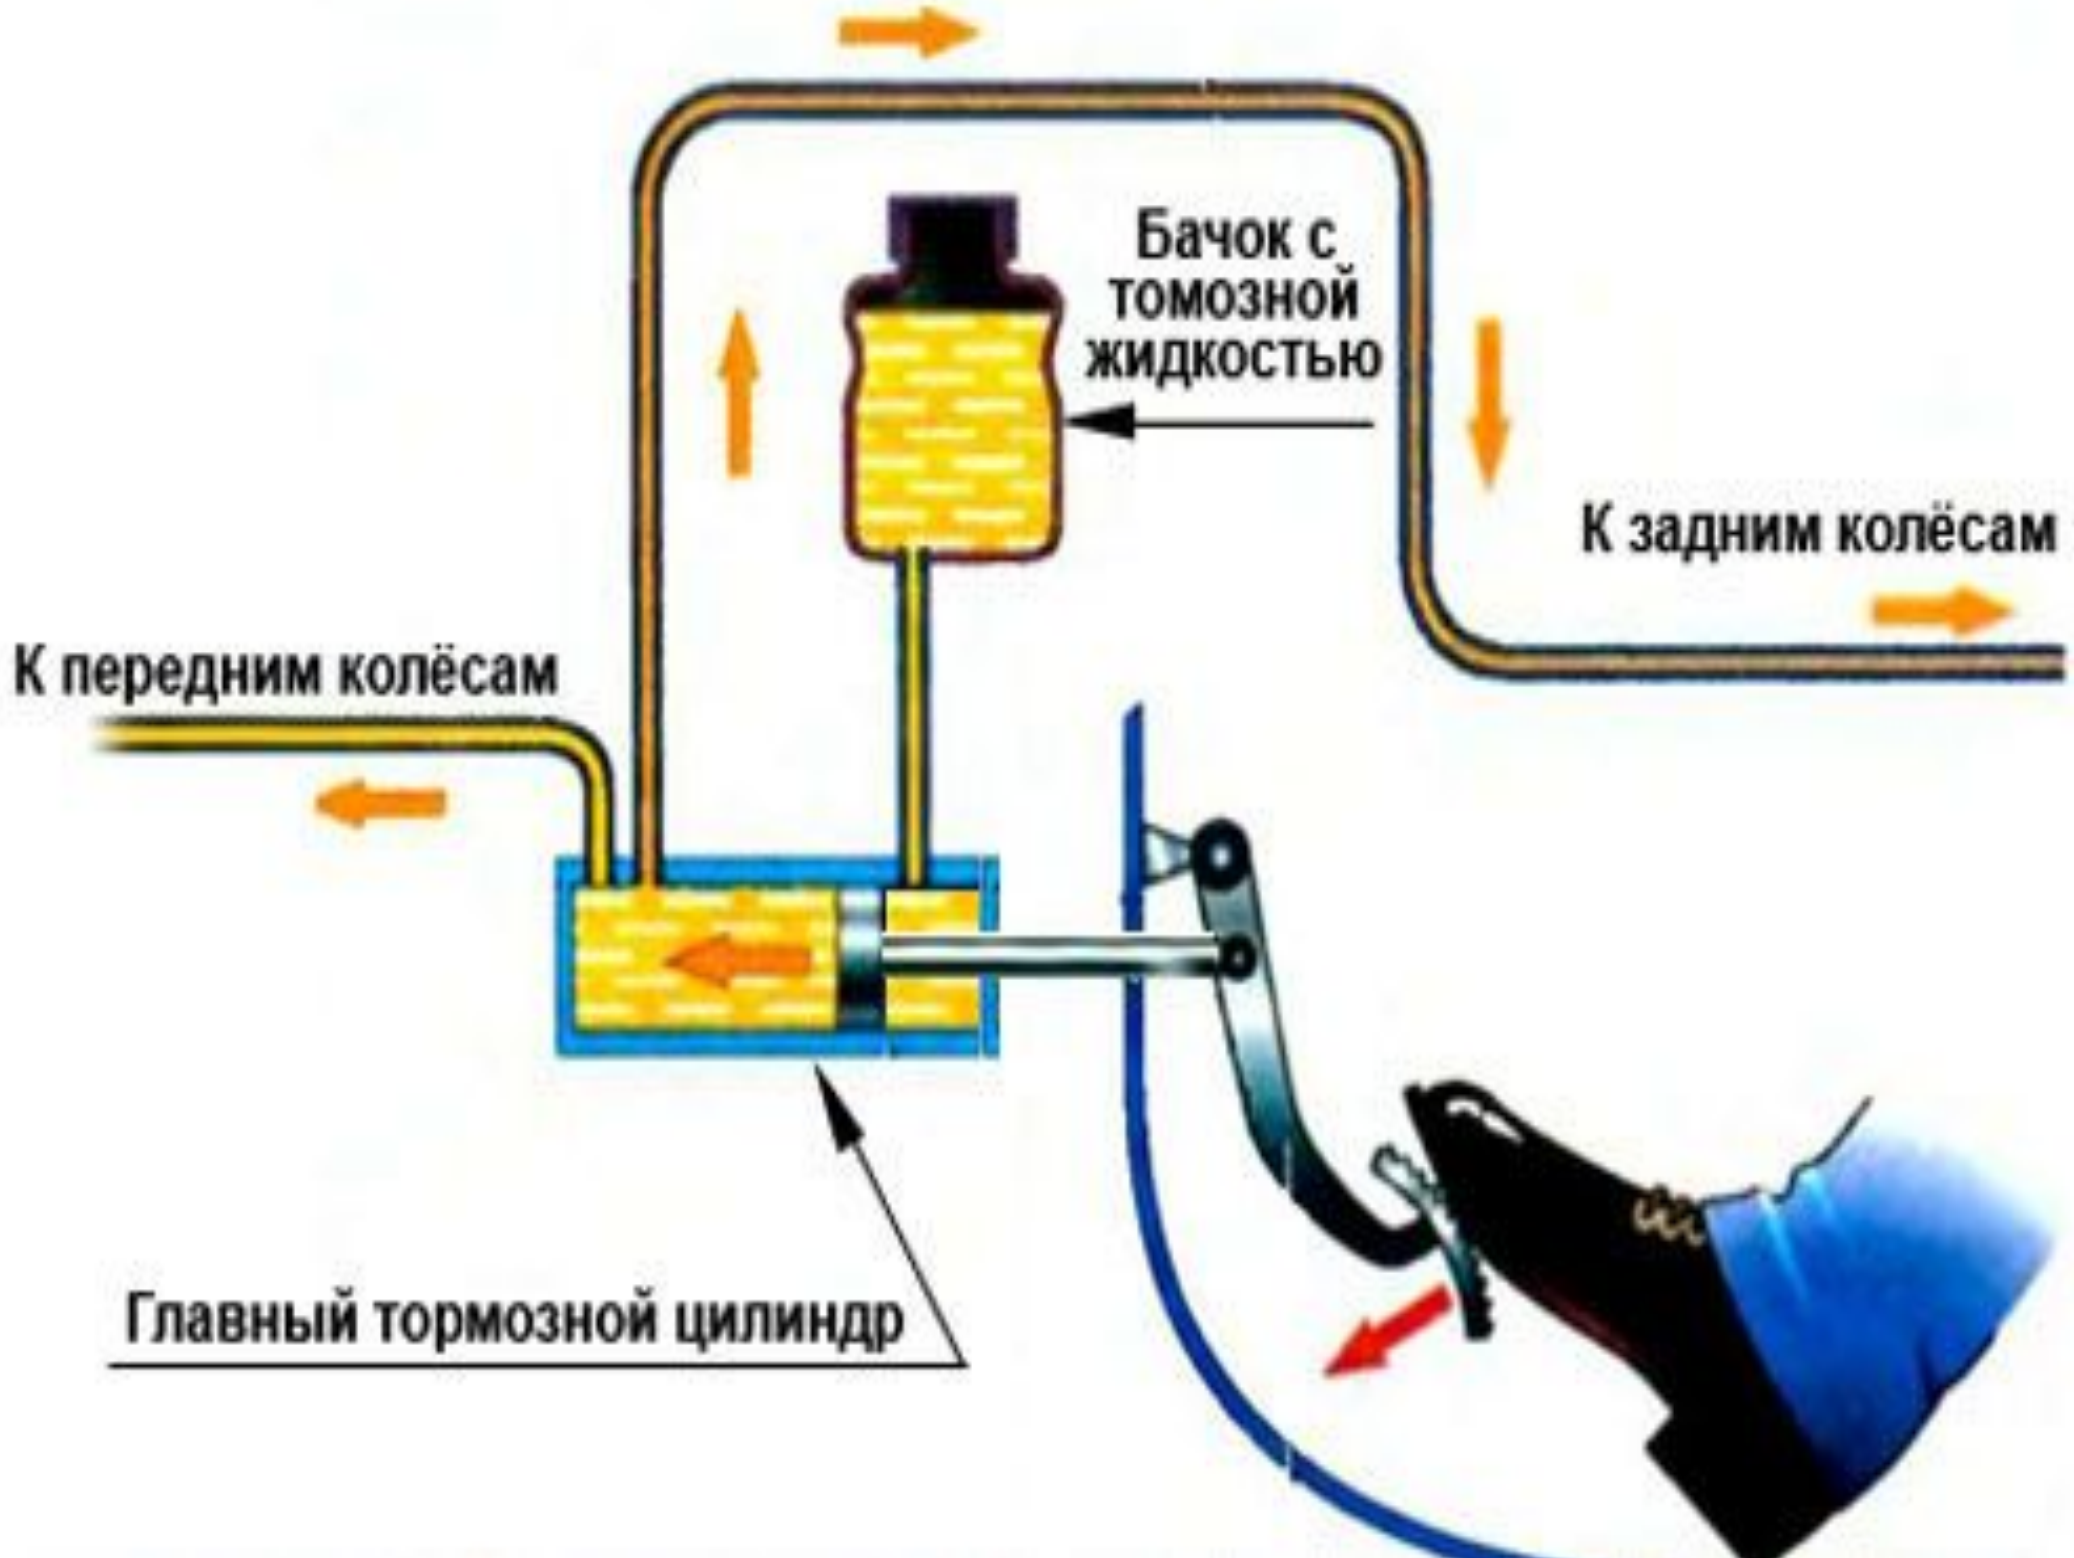 Бачок с
томозной
жидкостью
К задним колёсам
К передним колёсам
Главный тормозной цилиндр